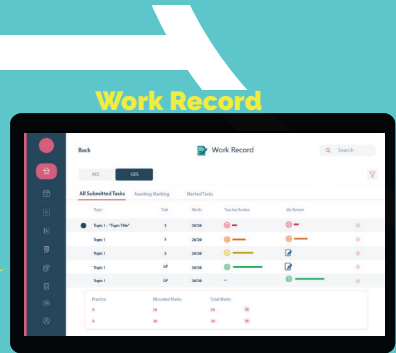 Work Record
Back
Work Record
Search
AEE
GES
All Submitted Tasks
Awaiting Marking
Marked Tasks
Topic
Task
Marks
Teacher Review
My Review
Topic 1 - "Topic Title"
3
20/20
Topic 1
3
20/20
Topic 1
3
20/20
Topic 1
GP
20/20
Topic 1
GP
20/20
--
Practice
Allocated Marks
Total Marks
A
20
20
A
20
20